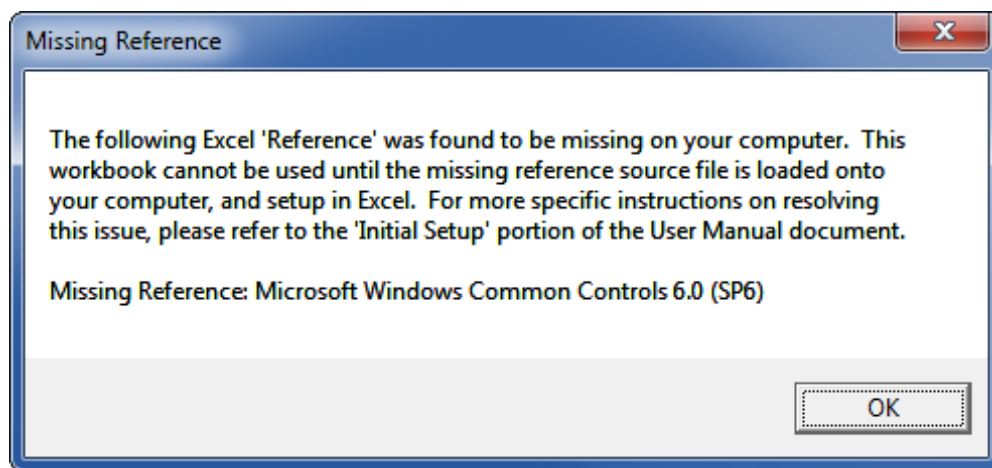 Missing Reference
The following Excel 'Reference' was found to be missing on your computer.  This
workbook cannot be used until the missing reference source file is loaded onto
your computer, and setup in Excel.  For more specific instructions on resolving
this issue, please refer to the 'Initial Setup' portion of the User Manual document.
Missing Reference: Microsoft Windows Common Controls 6.0 (SP6)
OK